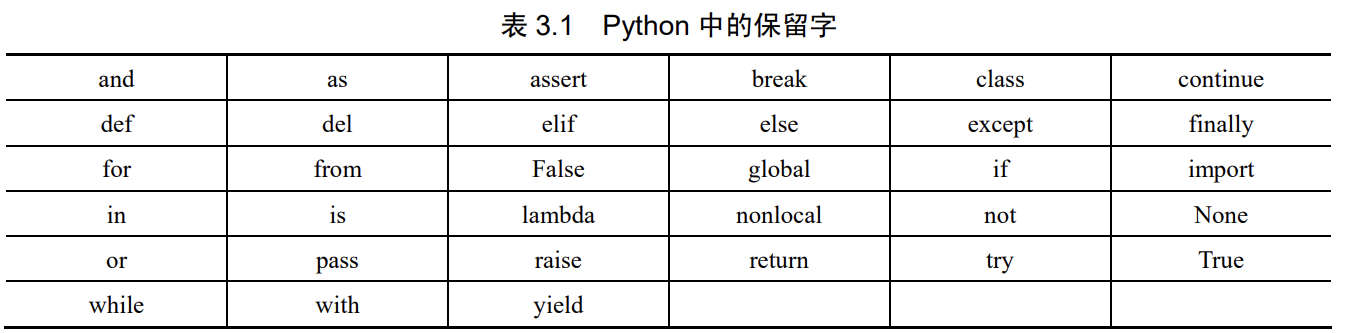 表 3.1 Python 中的保留字
and as assert break class continue
def del elif else except finally
for from False global if import
in is lambda nonlocal not None
or pass raise return try True
while with yield